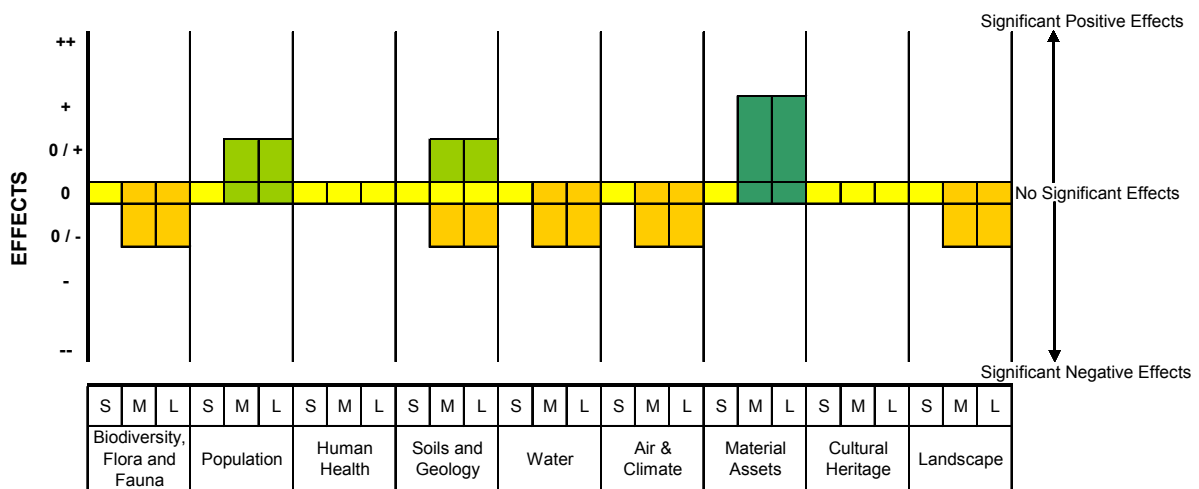 Significant Positive Effects
++
+
0 / +
0
No Significant Effects
0 / -
-
--
EFFECTS
Significant Negative Effects
S M L S M L S M L S M L S M L S M L S M L S M L S M L
Biodiversity,
Flora and
Fauna
Population
Human
Health
Soils and
Geology
Water
Air &
Climate
Material
Assets
Cultural
Heritage
Landscape